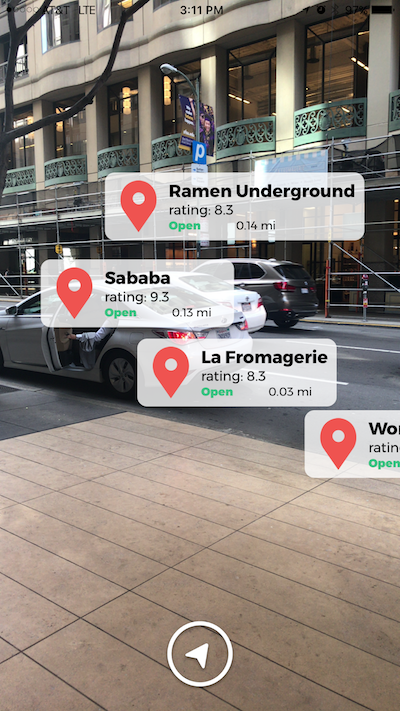 AT&T LTE 3:11 PM 97%
P
Ramen Underground
rating: 8.3
Open 0.14 mi
Sababa
rating: 9.3
Open 0.13 mi
La Fromagerie
rating: 8.3
Open 0.03 mi
Wor
ratin
Open